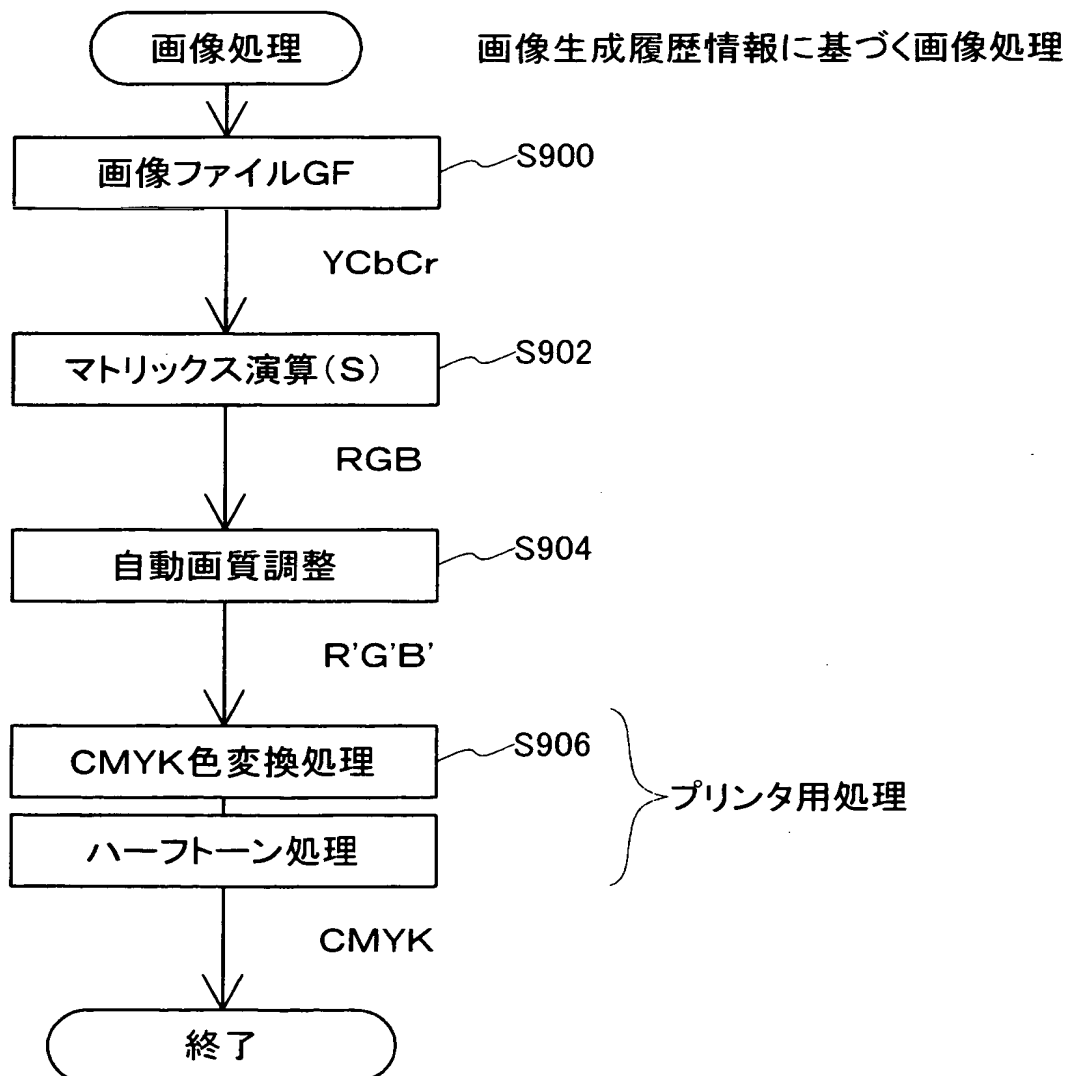 画像処理
画像生成履歴情報に基づく画像処理
画像ファイルGF
S900
YCbCr
マトリックス演算(S)
S902
RGB
自動画質調整
S904
R'G'B'
CMYK色変換処理
S906
プリンタ用処理
ハーフトーン処理
CMYK
終了